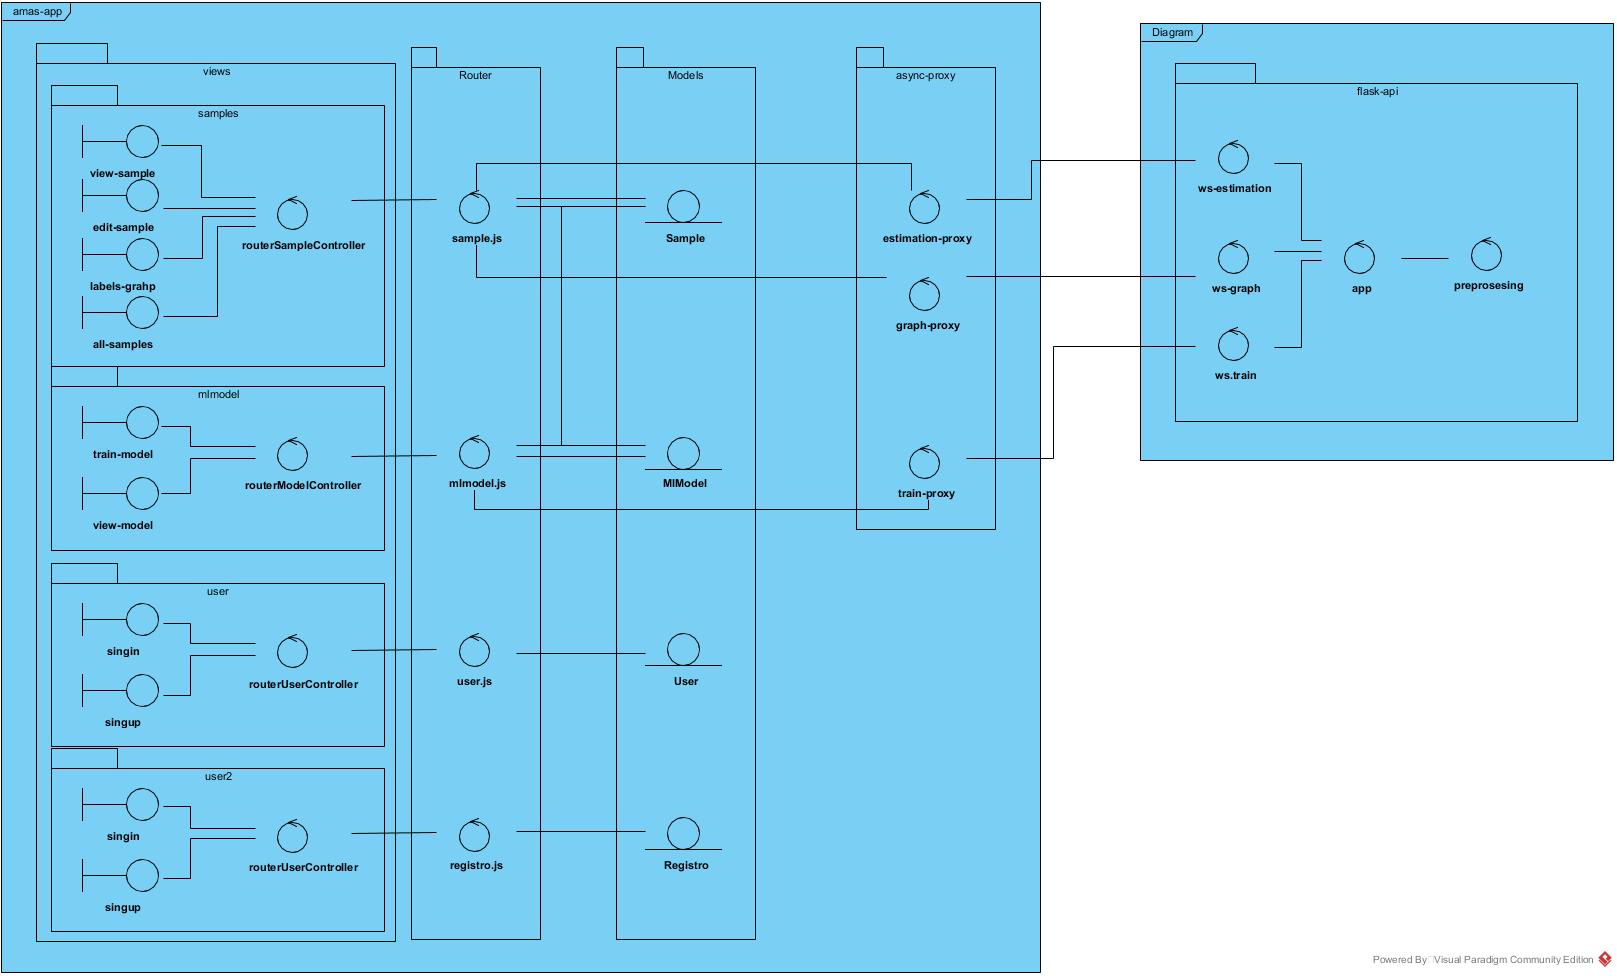 amas-app
views
samples
view-sample
edit-sample
labels-grahp
all-samples
routerSampleController
mlmodel
train-model
view-model
routerModelController
user
singin
singup
routerUserController
user2
singin
singup
routerUserController
Router
sample.js
mlmodel.js
user.js
registro.js
Models
Sample
MlModel
User
Registro
async-proxy
estimation-proxy
graph-proxy
train-proxy
Diagram
flask-api
ws-estimation
ws-graph
ws.train
app
preprosesing
Powered By Visual Paradigm Community Edition